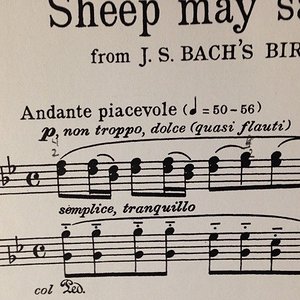 Sheep may sa
from J. S. BACH'S BIR
Andante piacevole (♩ = 50-56)
p, non troppo, dolce (quasi flauti)
semplice, tranquillo
col Ped.